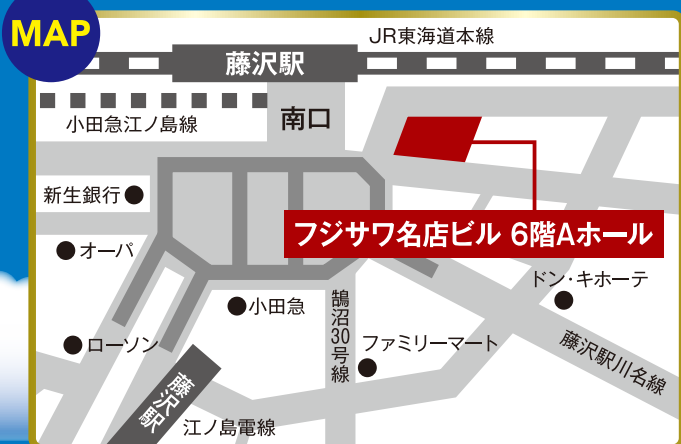 MAP
JR東海道本線
藤沢駅
小田急江ノ島線
南口
新生銀行
フジサワ名店ビル 6階Aホール
オーパ
ドン・キホーテ
小田急
鵠沼30号線
ローソン
ファミリーマート
藤沢駅川名線
藤沢駅
江ノ島電線